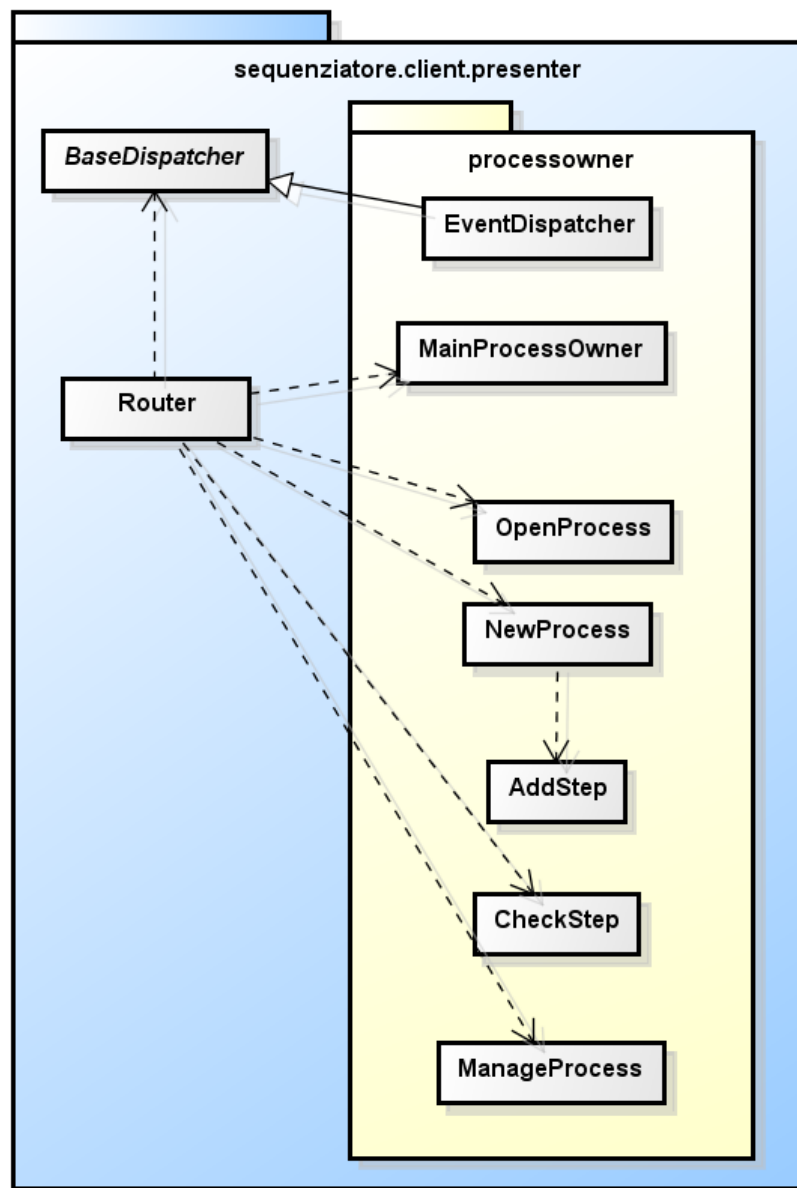 sequenziatore.client.presenter
BaseDispatcher
processowner
EventDispatcher
MainProcessOwner
Router
OpenProcess
NewProcess
AddStep
CheckStep
ManageProcess